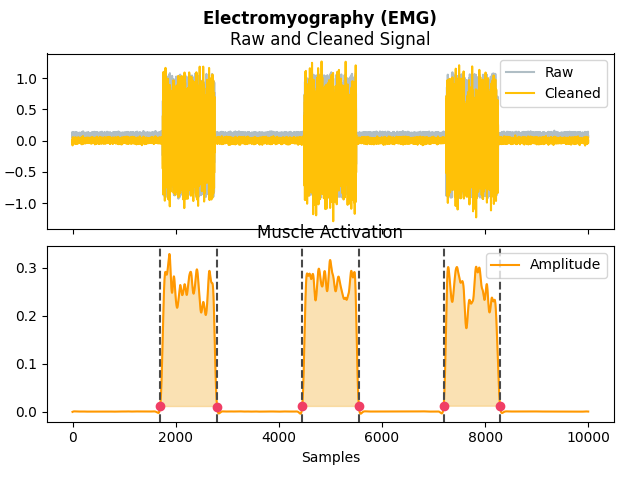 Electromyography (EMG)
Raw and Cleaned Signal
1.0
0.5
0.0
−0.5
−1.0
Raw
Cleaned
Muscle Activation
0.3
0.2
0.1
0.0
Amplitude
0 2000 4000 6000 8000 10000
Samples